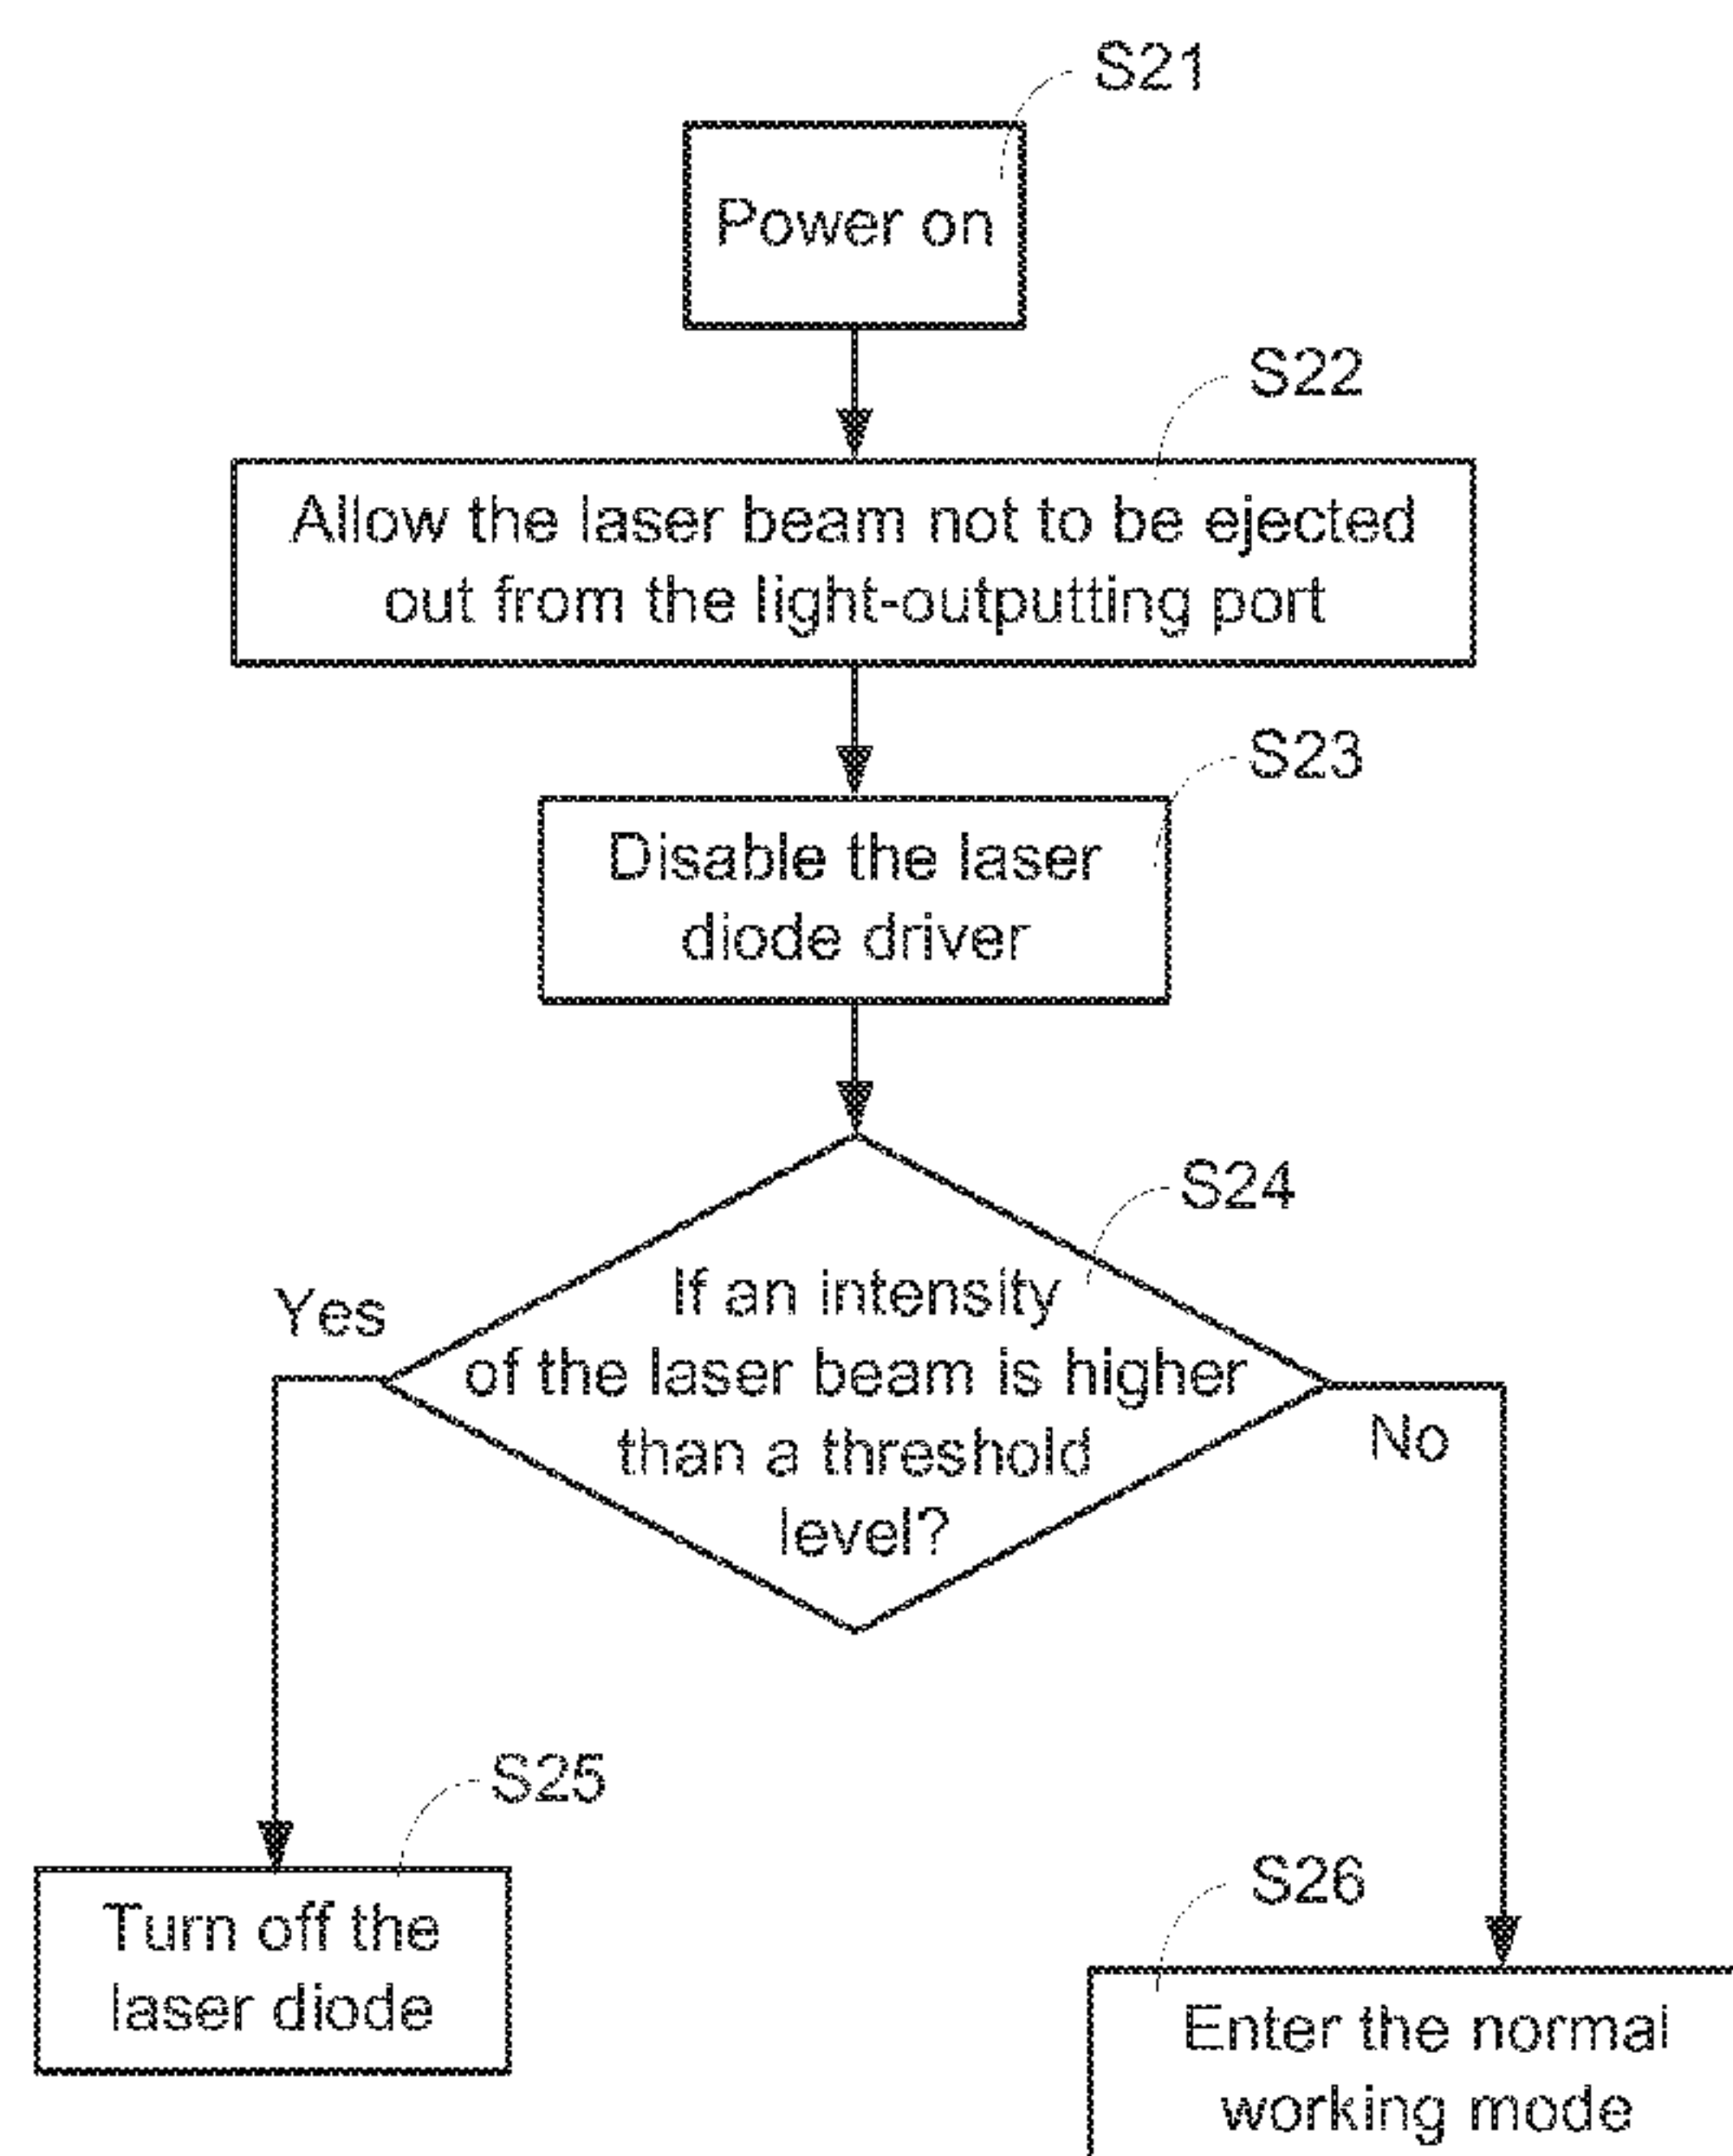 S21
Power on
S22
Allow the laser beam not to be ejected
out from the light-outputting port
S23
Disable the laser
diode driver
S24
If an intensity
of the laser beam is higher
than a threshold
level?
Yes
No
S25
Turn off the
laser diode
S26
Enter the normal
working mode